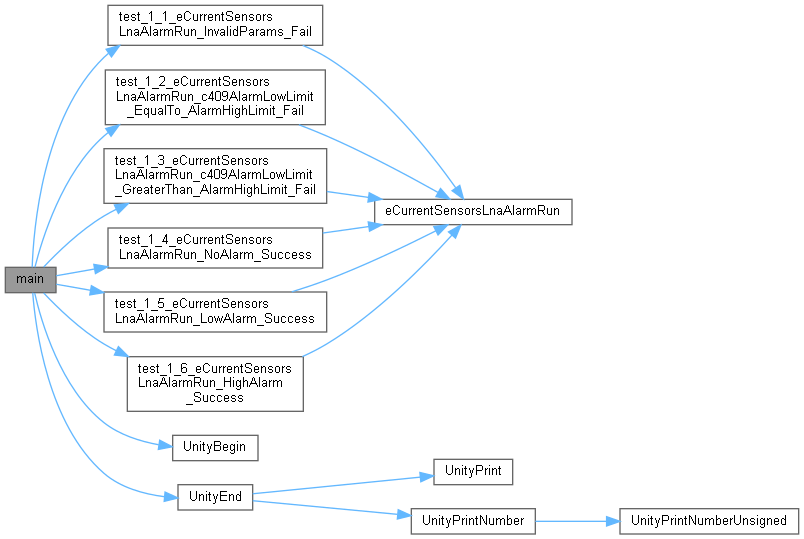 test_1_1_eCurrentSensors
LnaAlarmRun_InvalidParams_Fail
test_1_2_eCurrentSensors
LnaAlarmRun_c409AlarmLowLimit
_EqualTo_AlarmHighLimit_Fail
test_1_3_eCurrentSensors
LnaAlarmRun_c409AlarmLowLimit
_GreaterThan_AlarmHighLimit_Fail
eCurrentSensorsLnaAlarmRun
test_1_4_eCurrentSensors
LnaAlarmRun_NoAlarm_Success
main
test_1_5_eCurrentSensors
LnaAlarmRun_LowAlarm_Success
test_1_6_eCurrentSensors
LnaAlarmRun_HighAlarm
_Success
UnityBegin
UnityEnd
UnityPrint
UnityPrintNumber
UnityPrintNumberUnsigned